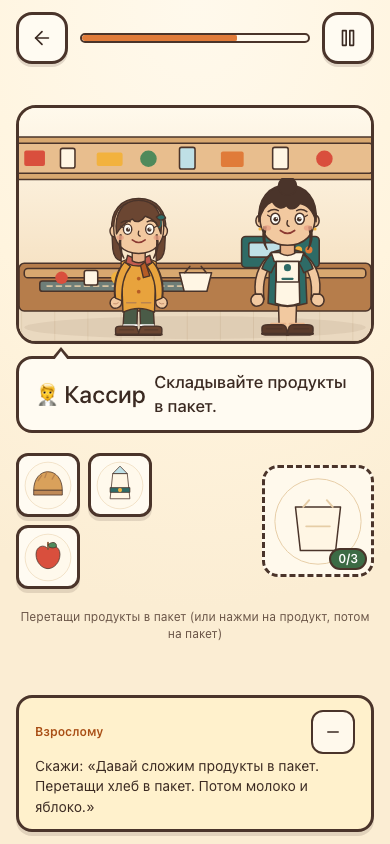 Кассир
Складывайте продукты
в пакет.
0/3
Перетащи продукты в пакет (или нажми на продукт, потом
на пакет)
Взрослому
Скажи: «Давай сложим продукты в пакет.
Перетащи хлеб в пакет. Потом молоко и
яблоко.»